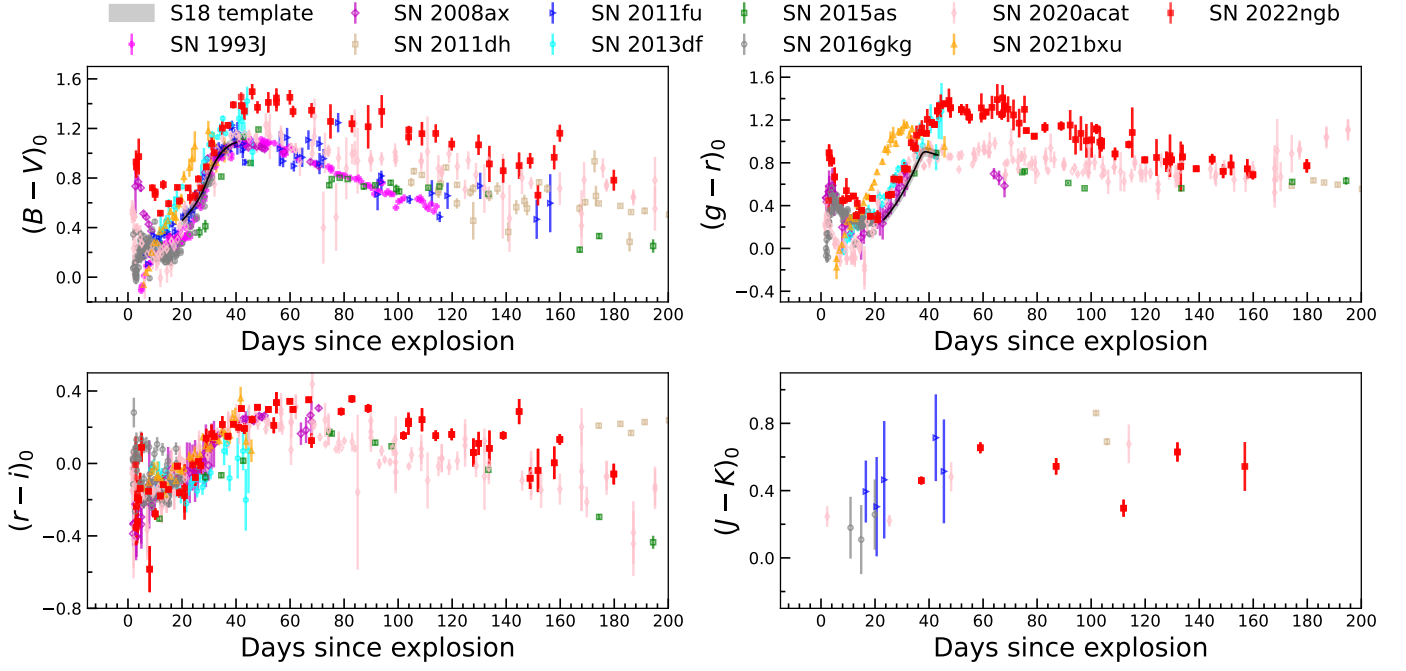 S18 template SN 2008ax SN 2011fu SN 2015as SN 2020acat SN 2022ngb
SN 1993J SN 2011dh SN 2013df SN 2016gkg SN 2021bxu
(B − V)₀
1.6
1.2
0.8
0.4
0.0
0 20 40 60 80 100 120 140 160 180 200
Days since explosion
(g − r)₀
1.6
1.2
0.8
0.4
0.0
−0.4
0 20 40 60 80 100 120 140 160 180 200
Days since explosion
(r − i)₀
0.4
0.0
−0.4
−0.8
0 20 40 60 80 100 120 140 160 180 200
Days since explosion
(J − K)₀
0.8
0.4
0.0
0 20 40 60 80 100 120 140 160 180 200
Days since explosion